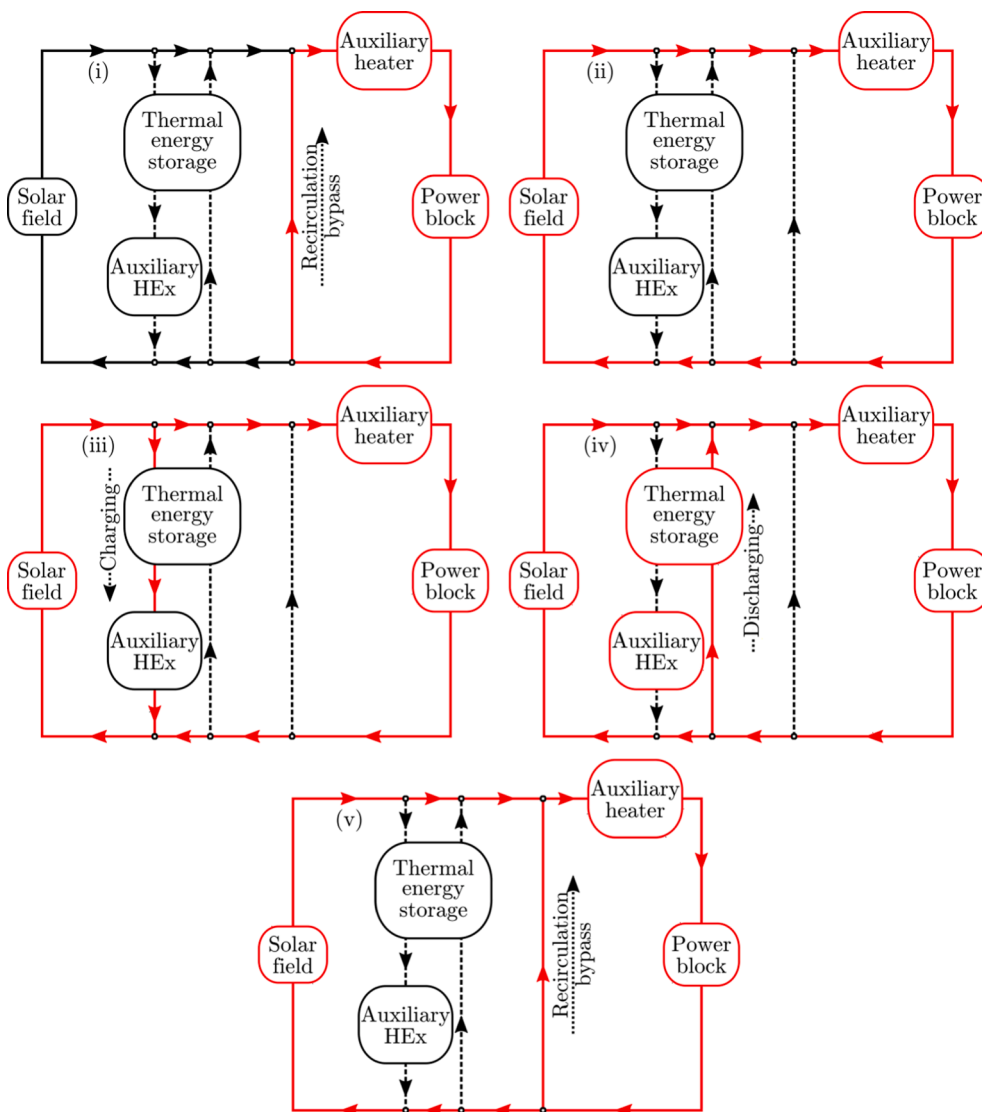 (i)
Auxiliary
heater
Thermal
energy
storage
Recirculation
bypass
Solar
field
Power
block
Auxiliary
HEx
(ii)
Auxiliary
heater
Thermal
energy
storage
Solar
field
Power
block
Auxiliary
HEx
(iii)
Auxiliary
heater
Charging
Thermal
energy
storage
Solar
field
Power
block
Auxiliary
HEx
(iv)
Auxiliary
heater
Thermal
energy
storage
Discharging
Solar
field
Power
block
Auxiliary
HEx
(v)
Auxiliary
heater
Thermal
energy
storage
Recirculation
bypass
Solar
field
Power
block
Auxiliary
HEx